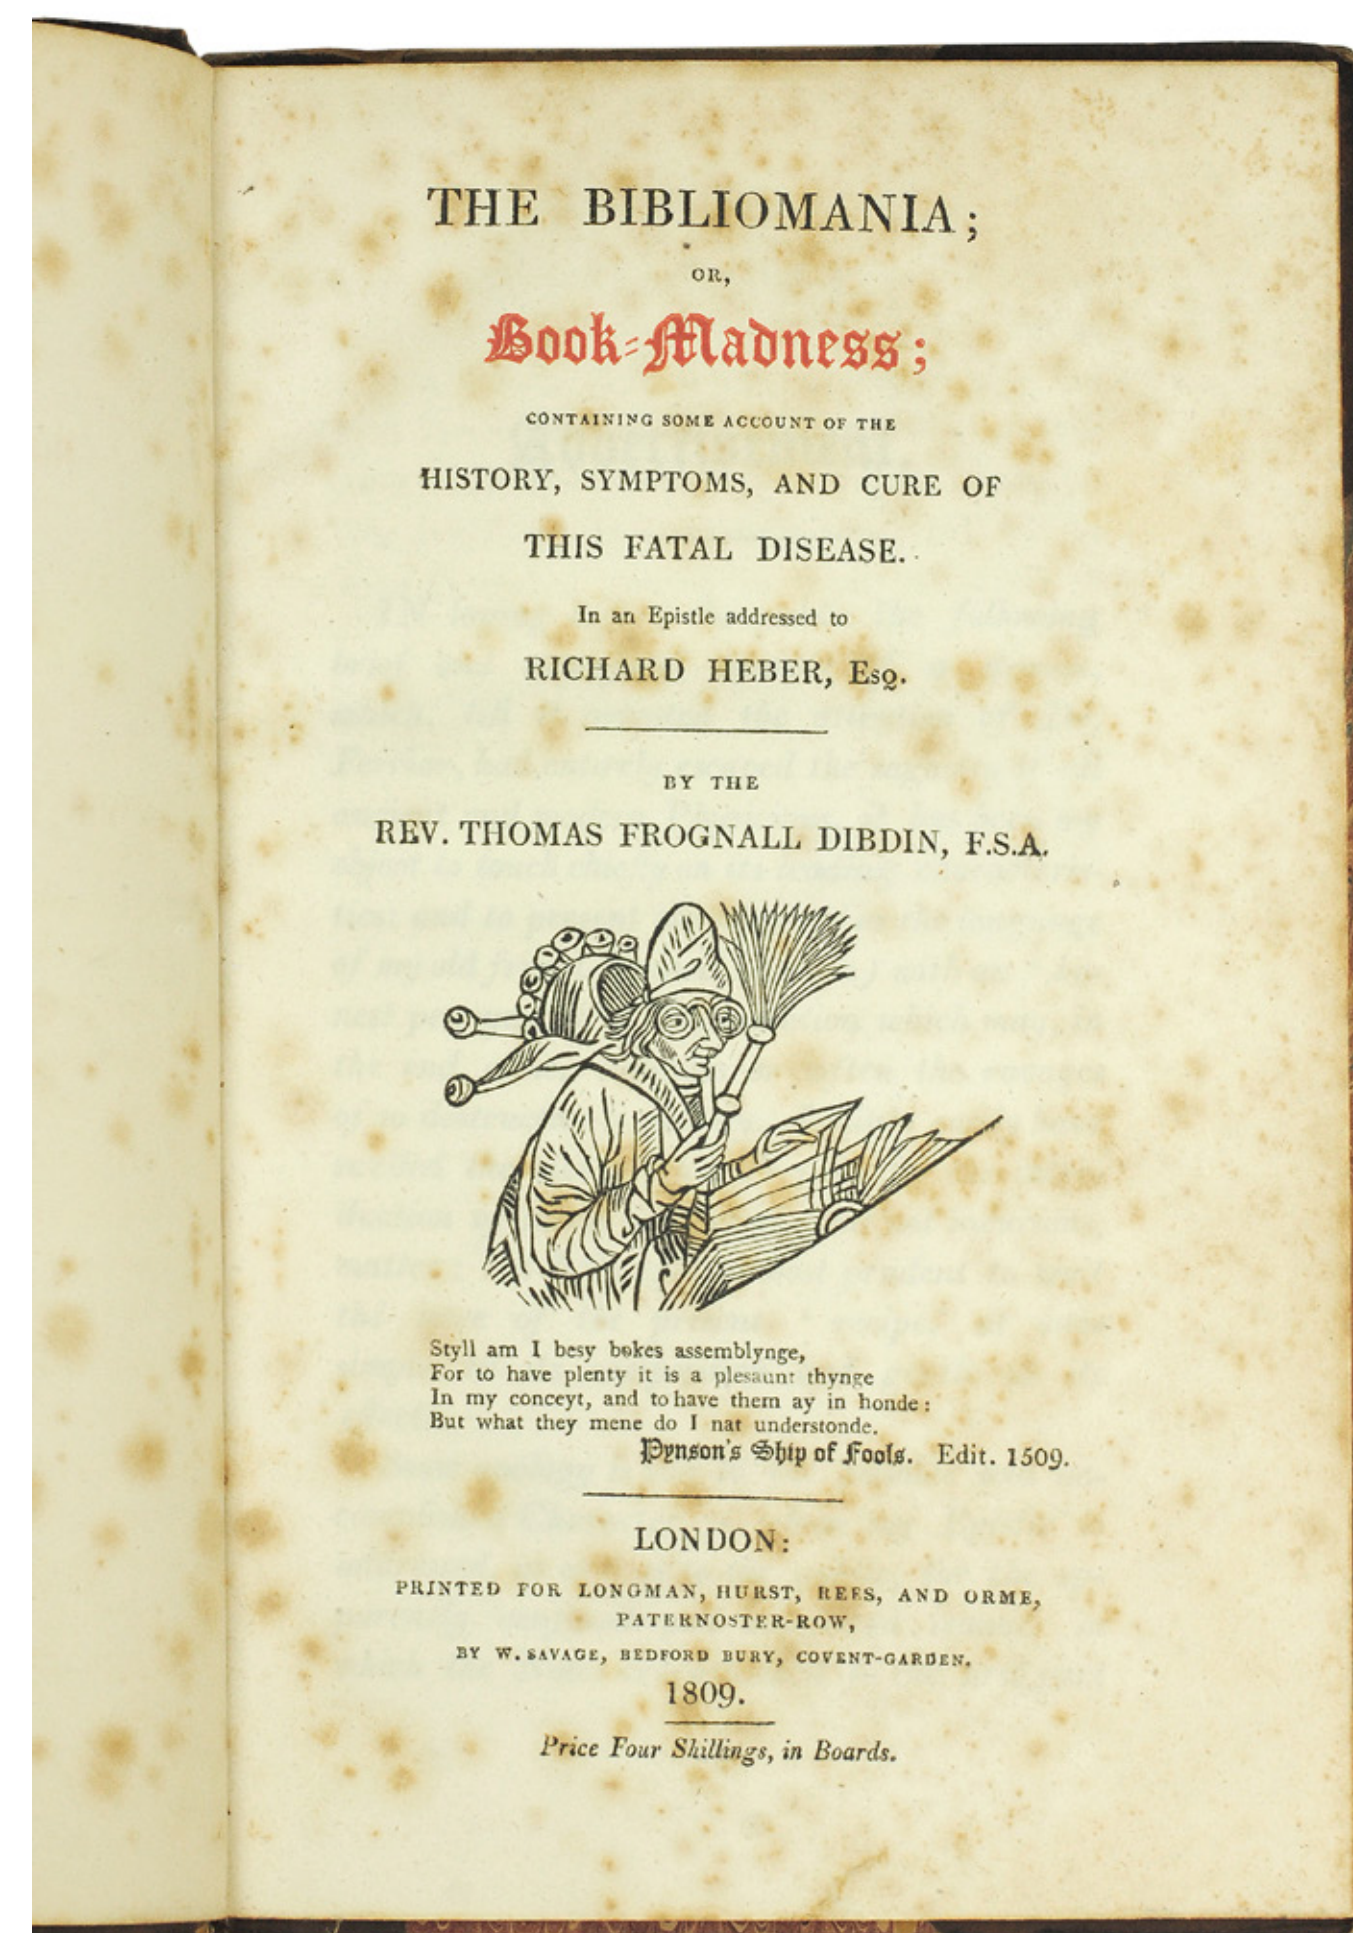 THE BIBLIOMANIA;
OR,
Book-Madness;
CONTAINING SOME ACCOUNT OF THE
HISTORY, SYMPTOMS, AND CURE OF
THIS FATAL DISEASE.
In an Epistle addressed to
RICHARD HEBER, Esq.
BY THE
REV. THOMAS FROGNALL DIBDIN, F.S.A.
Styll am I besy bokes assemblynge,
For to have plenty it is a plesaunt thynge
In my conceyt, and to have them ay in honde:
But what they mene do I nat understonde.
Pynson's Ship of Fools. Edit. 1509.
LONDON:
PRINTED FOR LONGMAN, HURST, REES, AND ORME,
PATERNOSTER-ROW,
BY W. SAVAGE, BEDFORD BURY, COVENT-GARDEN.
1809.
Price Four Shillings, in Boards.